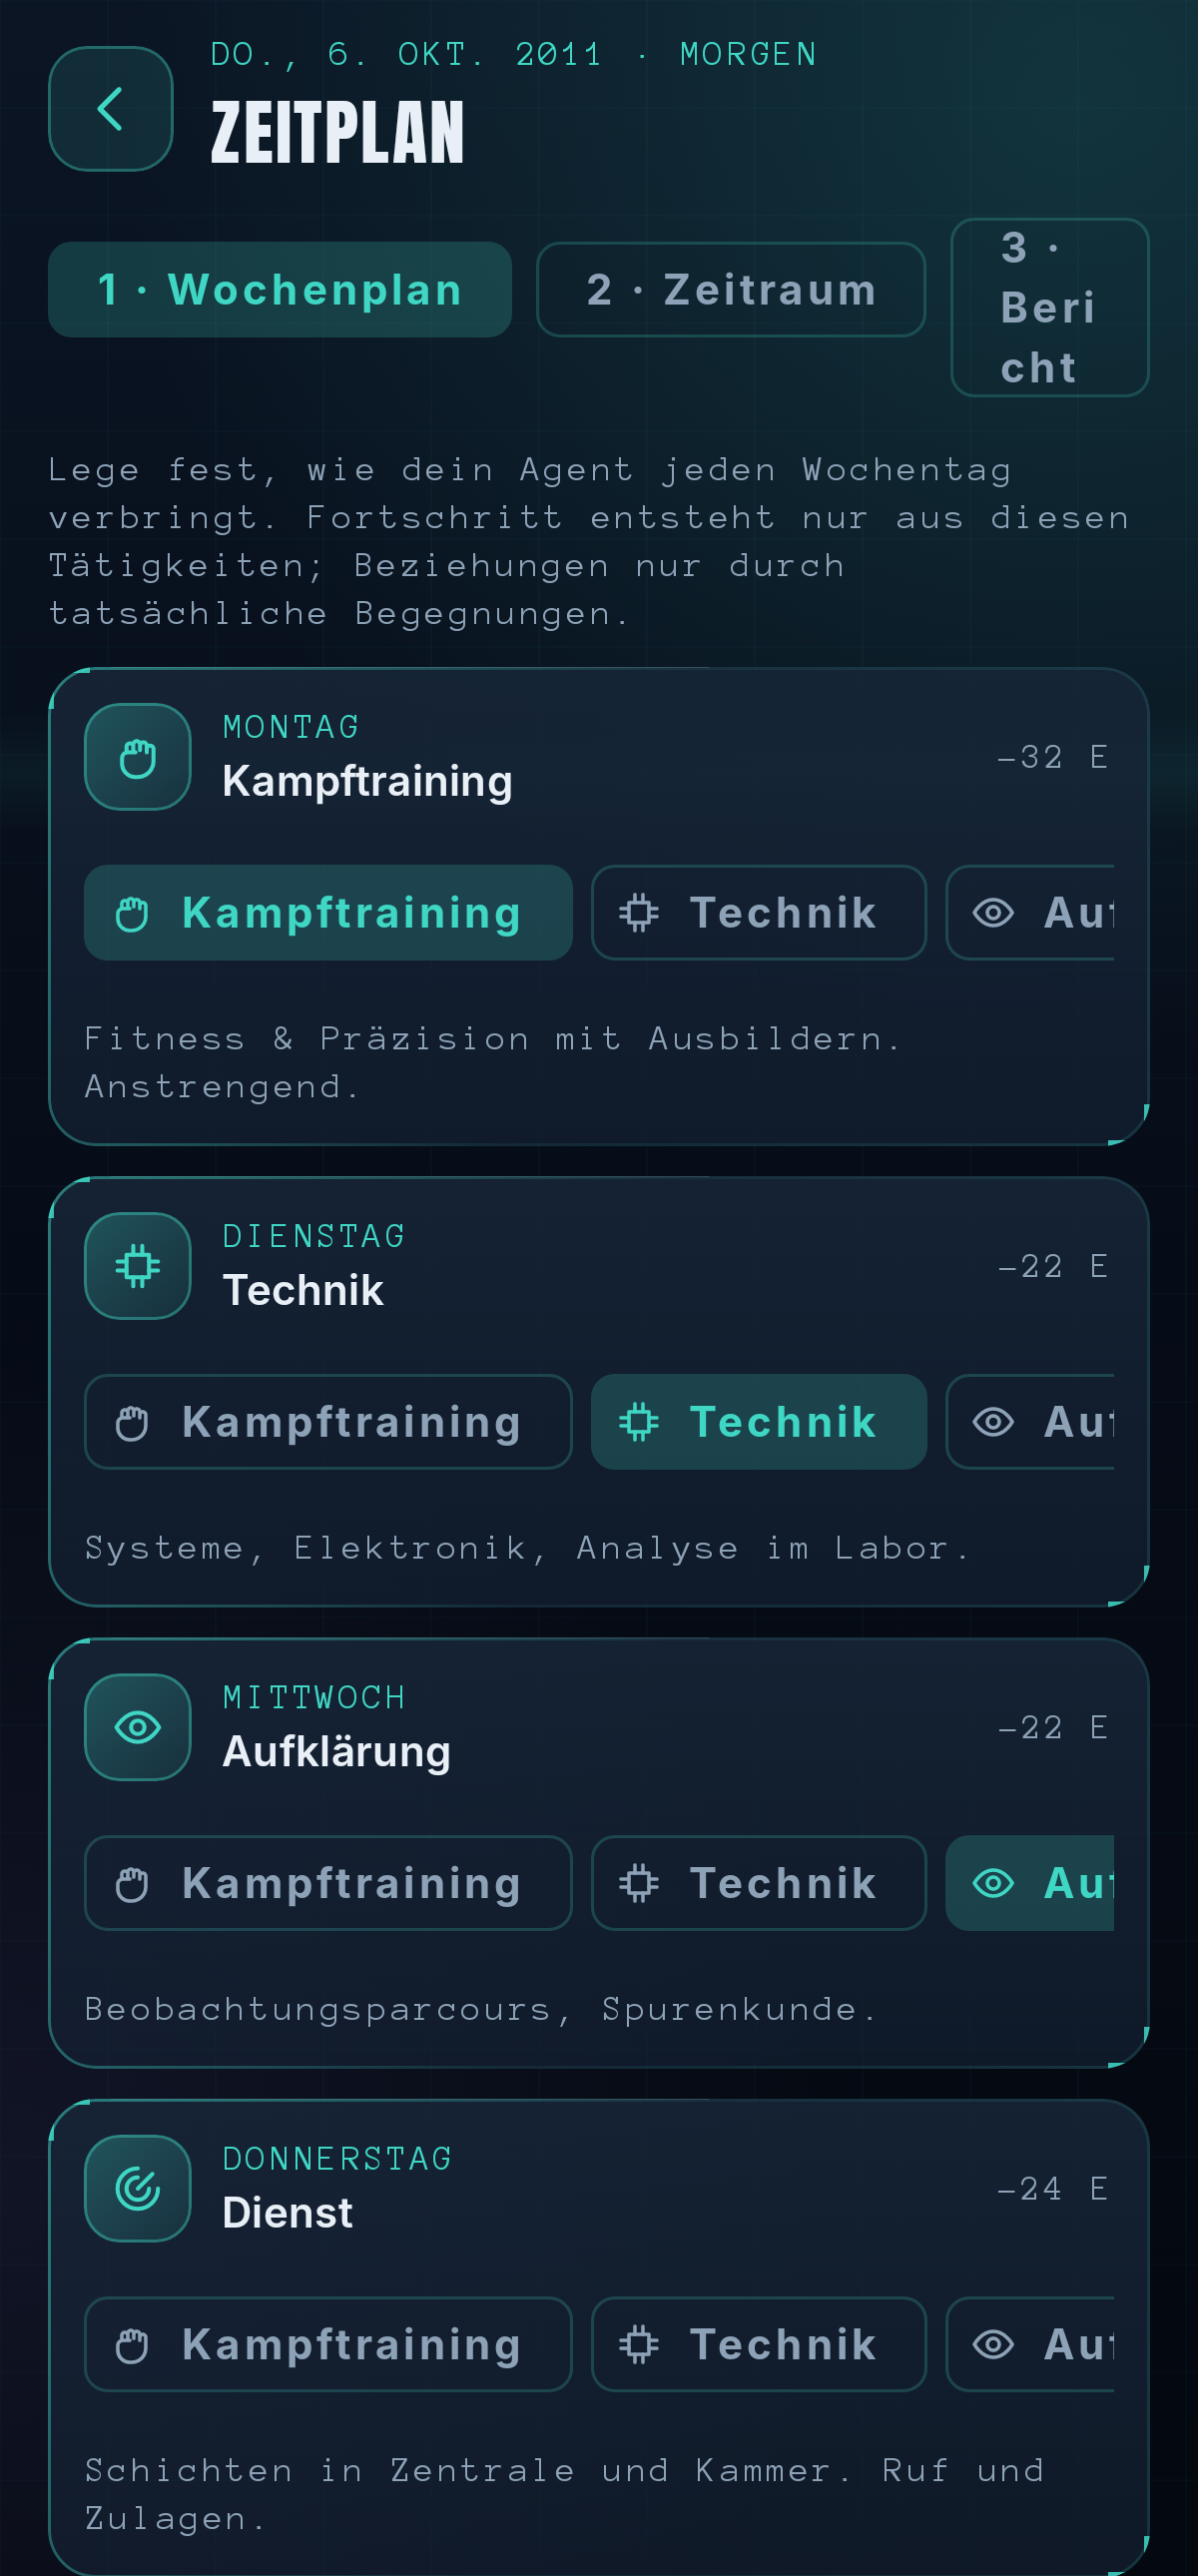 DO., 6. OKT. 2011 · MORGEN
ZEITPLAN
1 · Wochenplan
2 · Zeitraum
3 ·
Beri
cht
Lege fest, wie dein Agent jeden Wochentag
verbringt. Fortschritt entsteht nur aus diesen
Tätigkeiten; Beziehungen nur durch
tatsächliche Begegnungen.
MONTAG
Kampftraining
−32 E
Kampftraining
Technik
Fitness & Präzision mit Ausbildern.
Anstrengend.
DIENSTAG
Technik
−22 E
Kampftraining
Technik
Systeme, Elektronik, Analyse im Labor.
MITTWOCH
Aufklärung
−22 E
Kampftraining
Technik
Beobachtungsparcours, Spurenkunde.
DONNERSTAG
Dienst
−24 E
Kampftraining
Technik
Schichten in Zentrale und Kammer. Ruf und
Zulagen.